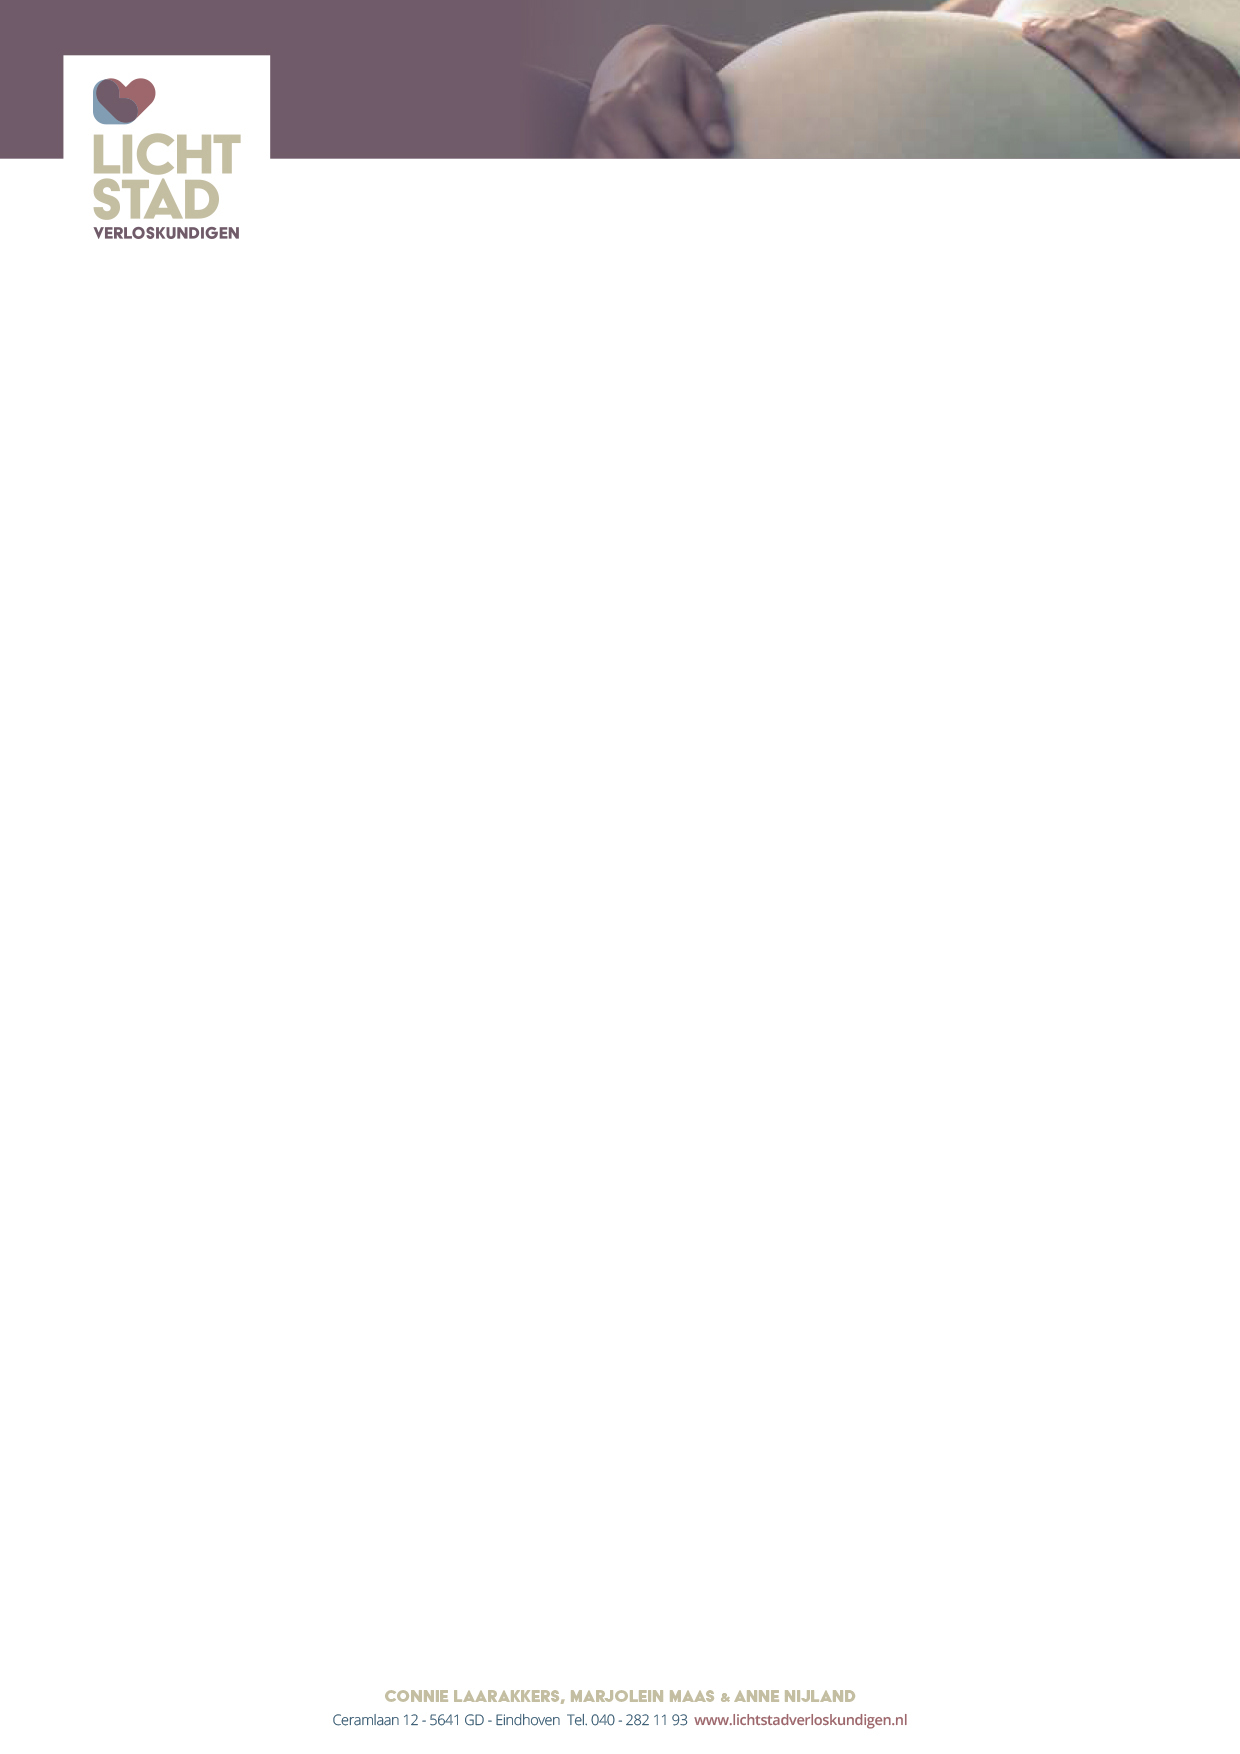 LICHT
STAD
VERLOSKUNDIGEN
CONNIE LAARAKKERS, MARJOLEIN MAAS & ANNE NIJLAND
Ceramlaan 12 - 5641 GD - Eindhoven Tel. 040 - 282 11 93 www.lichtstadverloskundigen.nl